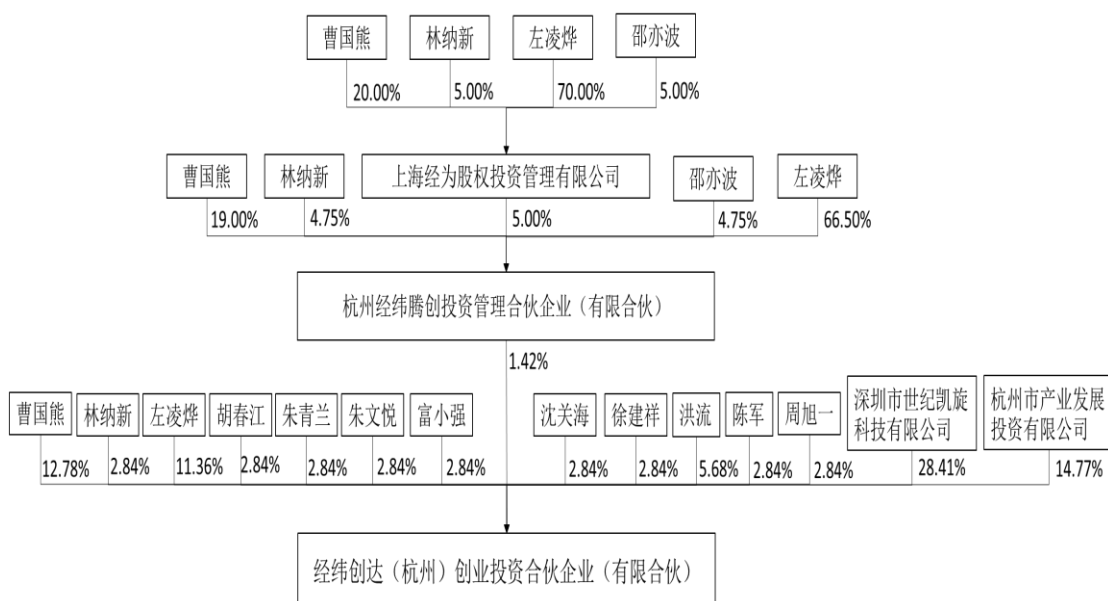 曹国熊 林纳新 左凌烨 邵亦波
20.00% 5.00% 70.00% 5.00%
曹国熊 林纳新 上海经为股权投资管理有限公司 邵亦波 左凌烨
19.00% 4.75% 5.00% 4.75% 66.50%
杭州经纬腾创投资管理合伙企业（有限合伙）
1.42%
曹国熊 林纳新 左凌烨 胡春江 朱青兰 朱文悦 富小强 沈关海 徐建祥 洪流 陈军 周旭一 深圳市世纪凯旋 杭州市产业发展
科技有限公司 投资有限公司
12.78% 2.84% 11.36% 2.84% 2.84% 2.84% 2.84% 2.84% 2.84% 5.68% 2.84% 2.84% 28.41% 14.77%
经纬创达（杭州）创业投资合伙企业（有限合伙）